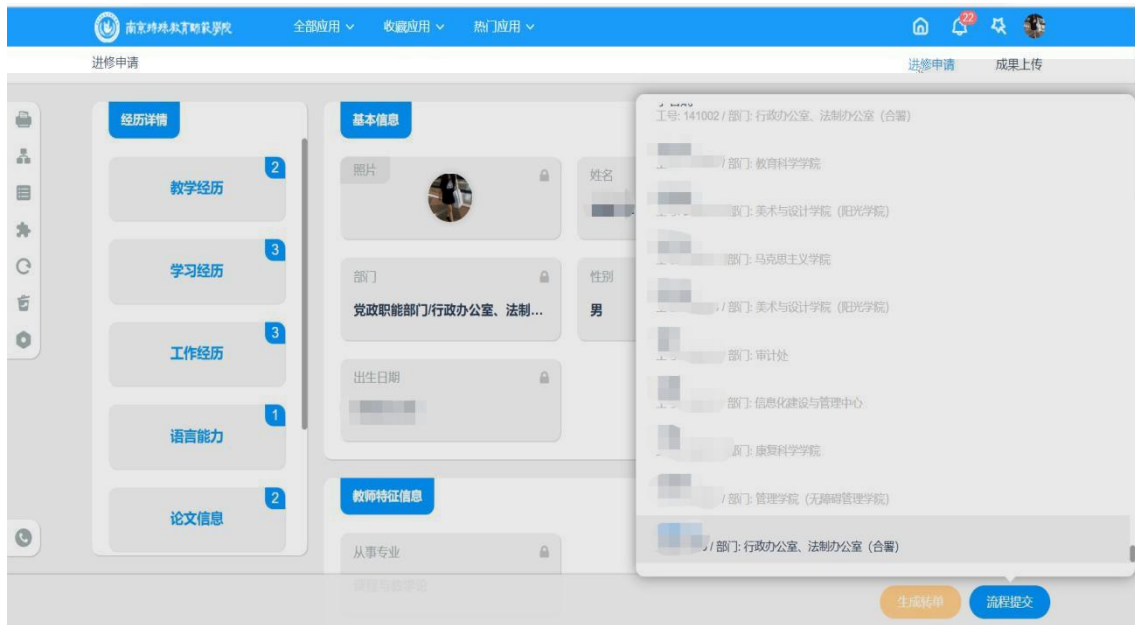 南京特殊教育师范学院
全部应用
收藏应用
热门应用
22
进修申请
进修申请
成果上传
经历详情
教学经历
2
学习经历
3
工作经历
3
语言能力
1
论文信息
2
基本信息
照片
姓名
部门
党政职能部门/行政办公室、法制...
性别
男
出生日期
教师特征信息
从事专业
课程与教学论
工号: 141002 / 部门: 行政办公室、法制办公室 (合署)
/ 部门: 教育科学学院
部门: 美术与设计学院 (阳光学院)
部门: 马克思主义学院
/ 部门: 美术与设计学院 (阳光学院)
部门: 审计处
部门: 信息化建设与管理中心
部门: 康复科学学院
/ 部门: 管理学院 (无障碍管理学院)
/ 部门: 行政办公室、法制办公室 (合署)
生成转单
流程提交